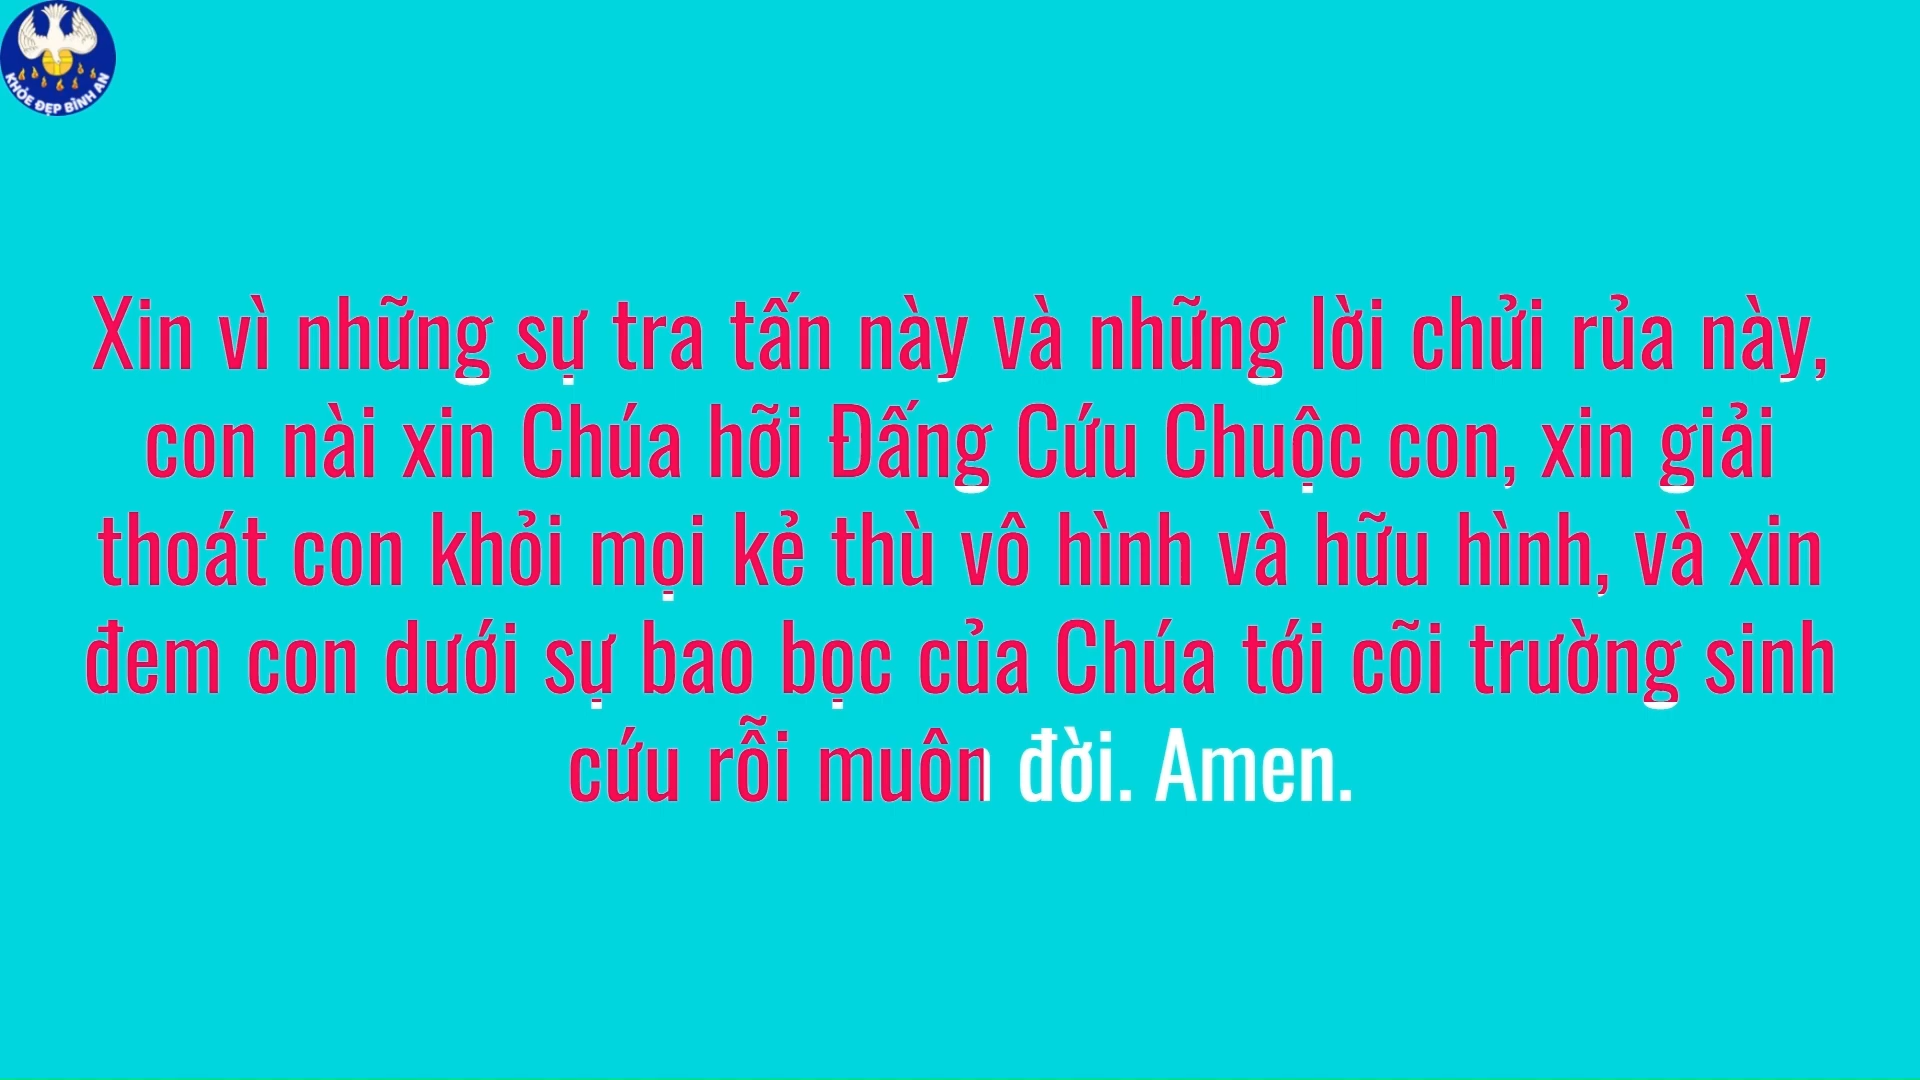 KHỎE ĐẸP BÌNH AN
Xin vì những sự tra tấn này và những lời chửi rủa này,
con nài xin Chúa hỡi Đấng Cứu Chuộc con, xin giải
thoát con khỏi mọi kẻ thù vô hình và hữu hình, và xin
đem con dưới sự bao bọc của Chúa tới cõi trường sinh
cứu rỗi muôn đời. Amen.